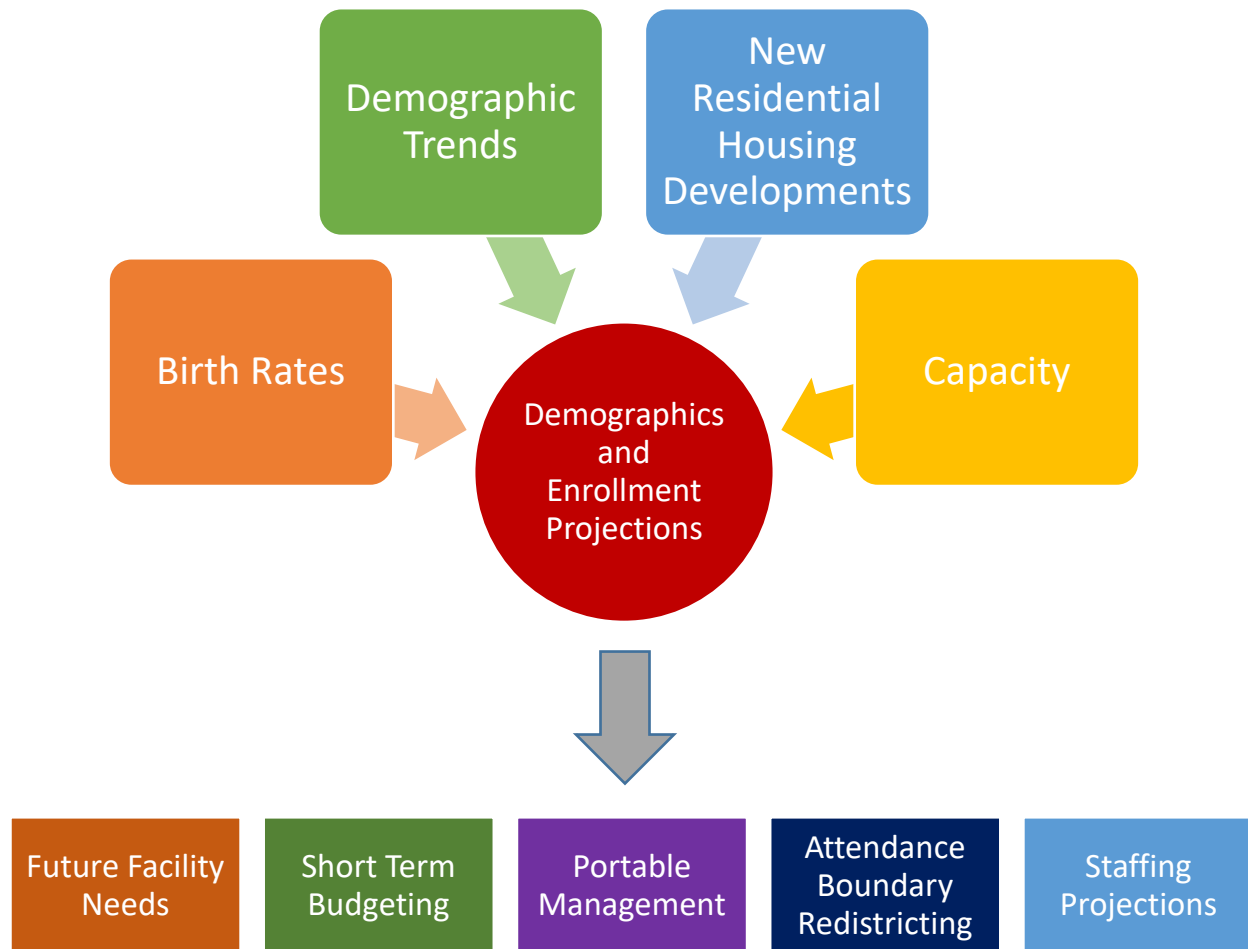 Demographic
Trends
New
Residential
Housing
Developments
Birth Rates
Capacity
Demographics
and
Enrollment
Projections
Future Facility
Needs
Short Term
Budgeting
Portable
Management
Attendance
Boundary
Redistricting
Staffing
Projections